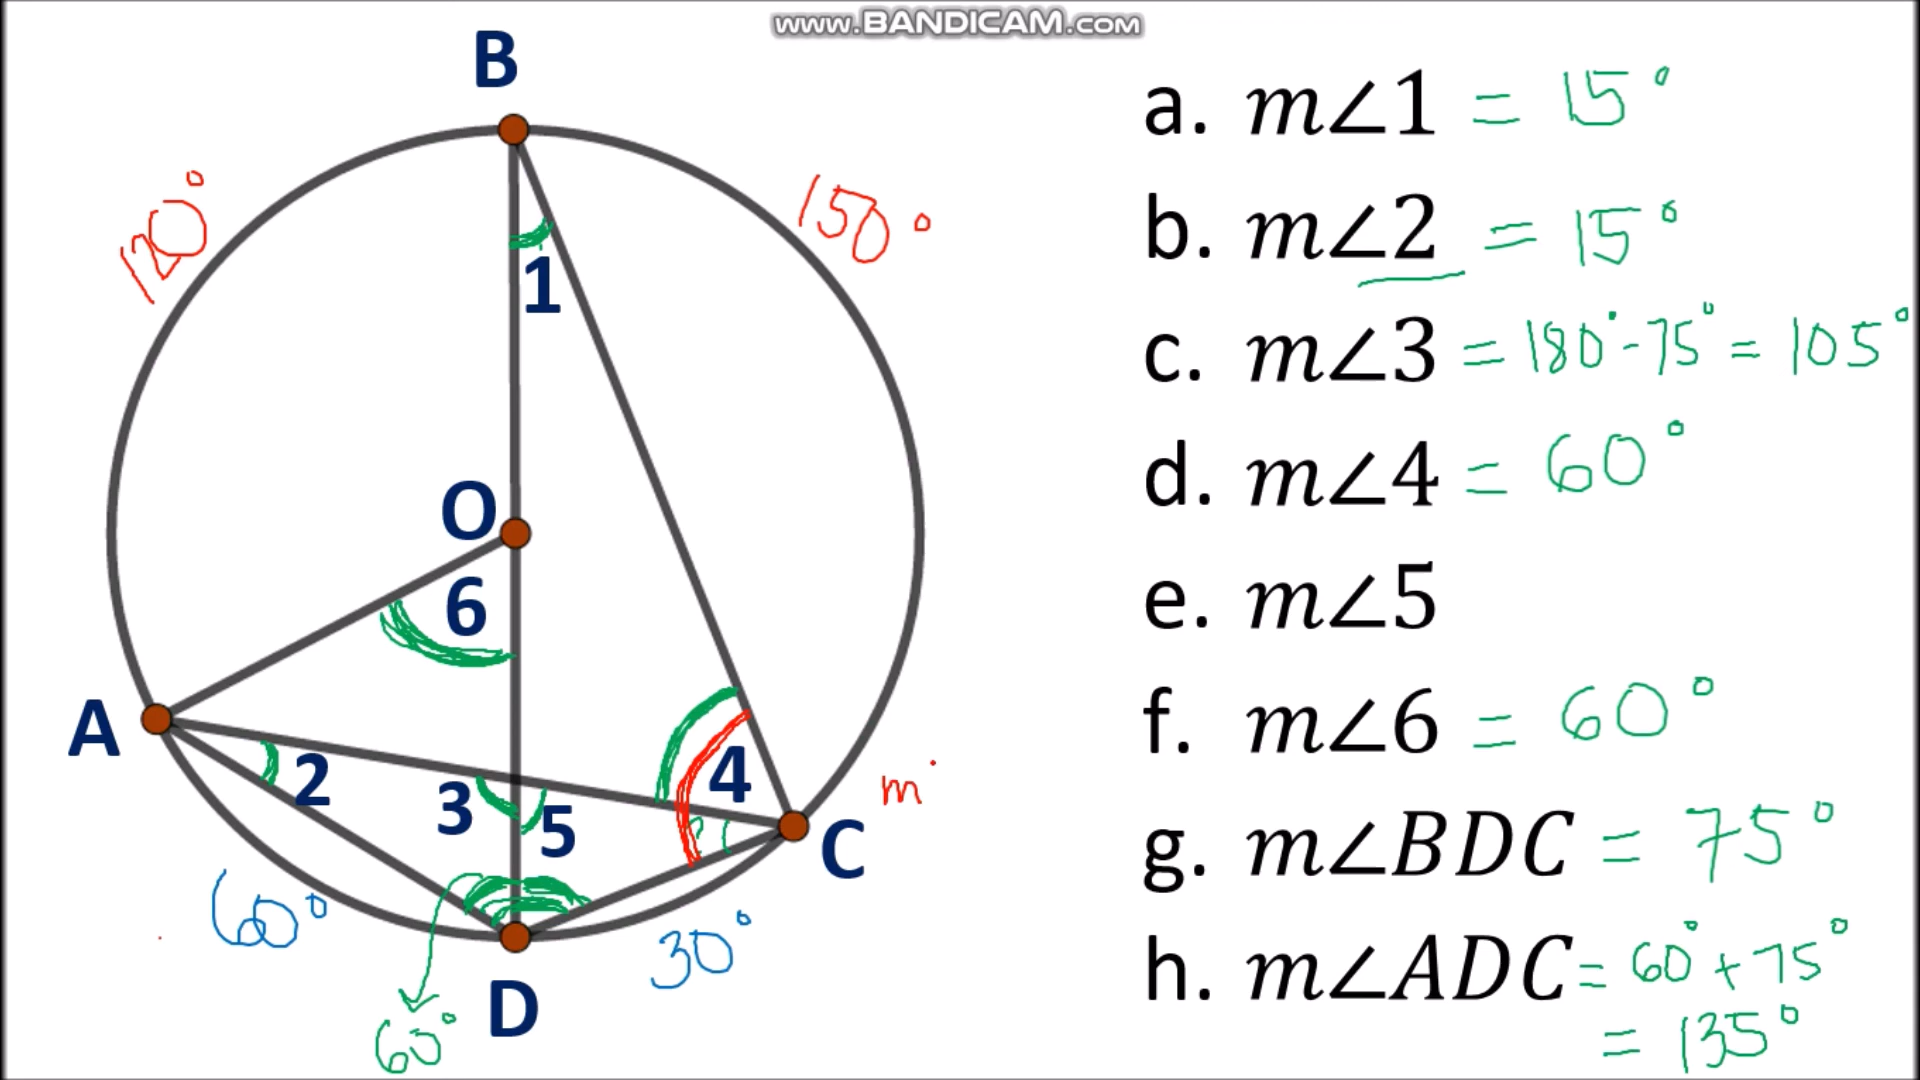 www.BANDICAM.com
B
120°
150°
1
O
6
A
2
3
5
4
?
C
m
60°
30°
D
60°
a. m∠1 = 15°
b. m∠2 = 15°
c. m∠3 = 180° - 75° = 105°
d. m∠4 = 60°
e. m∠5
f. m∠6 = 60°
g. m∠BDC = 75°
h. m∠ADC = 60° + 75°
= 135°